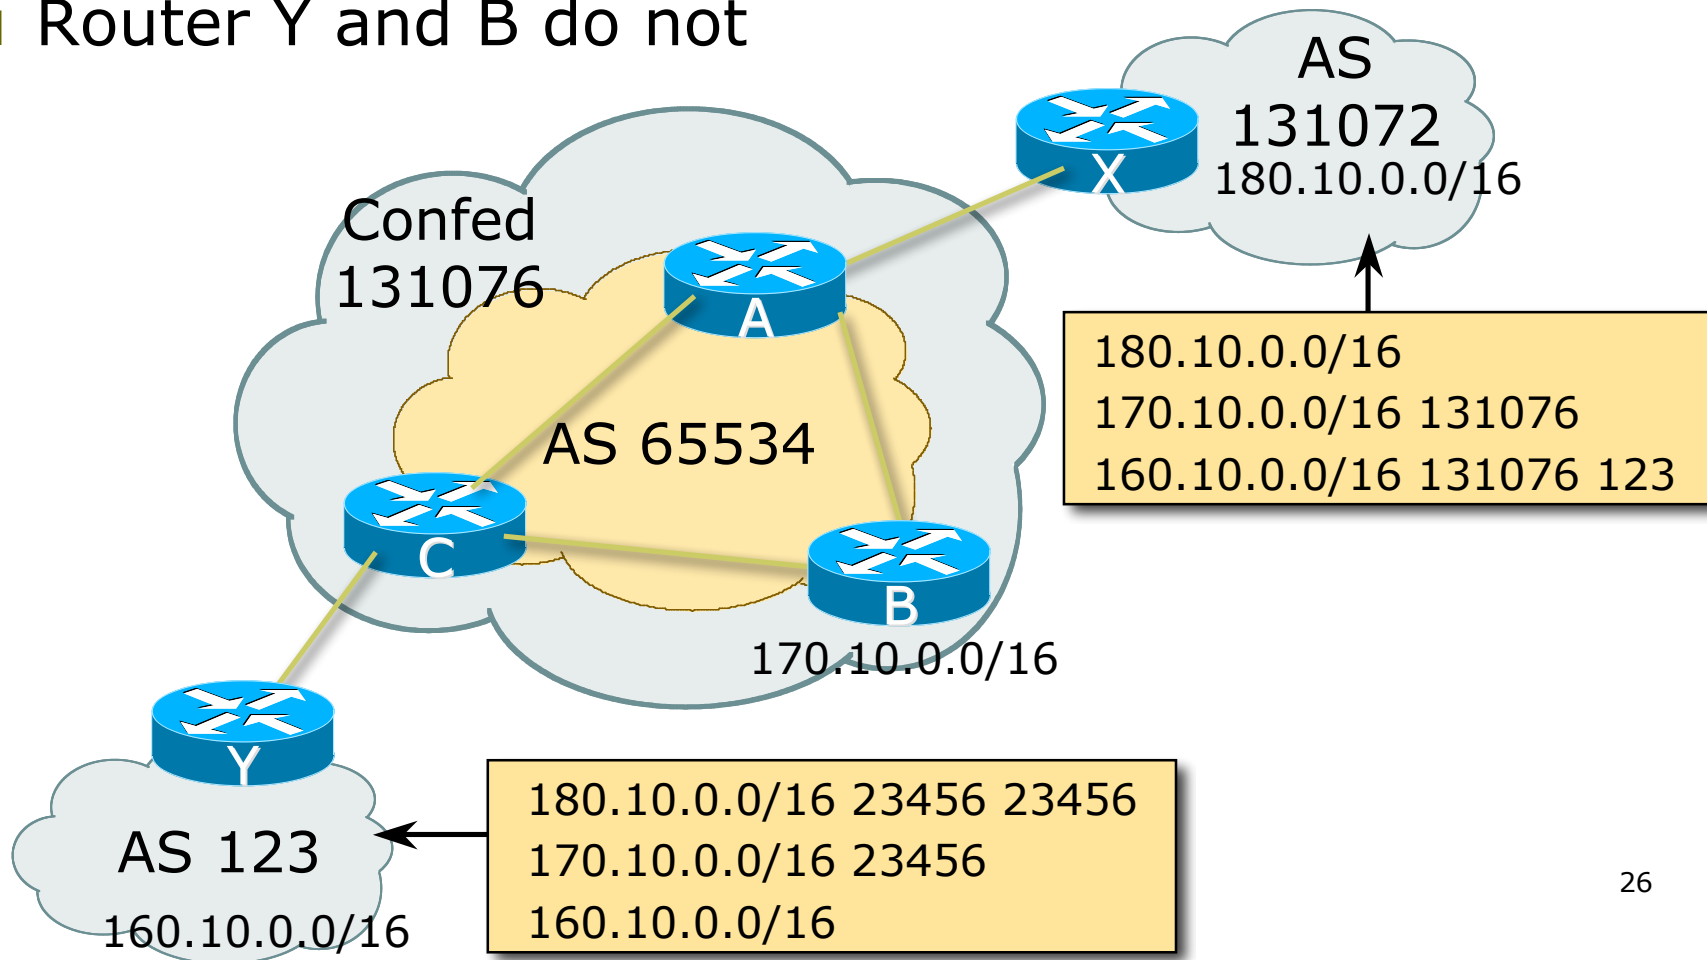 Router Y and B do not
AS
131072
X
180.10.0.0/16
Confed
131076
A
180.10.0.0/16
170.10.0.0/16 131076
160.10.0.0/16 131076 123
AS 65534
C
B
170.10.0.0/16
Y
180.10.0.0/16 23456 23456
170.10.0.0/16 23456
160.10.0.0/16
AS 123
160.10.0.0/16
26